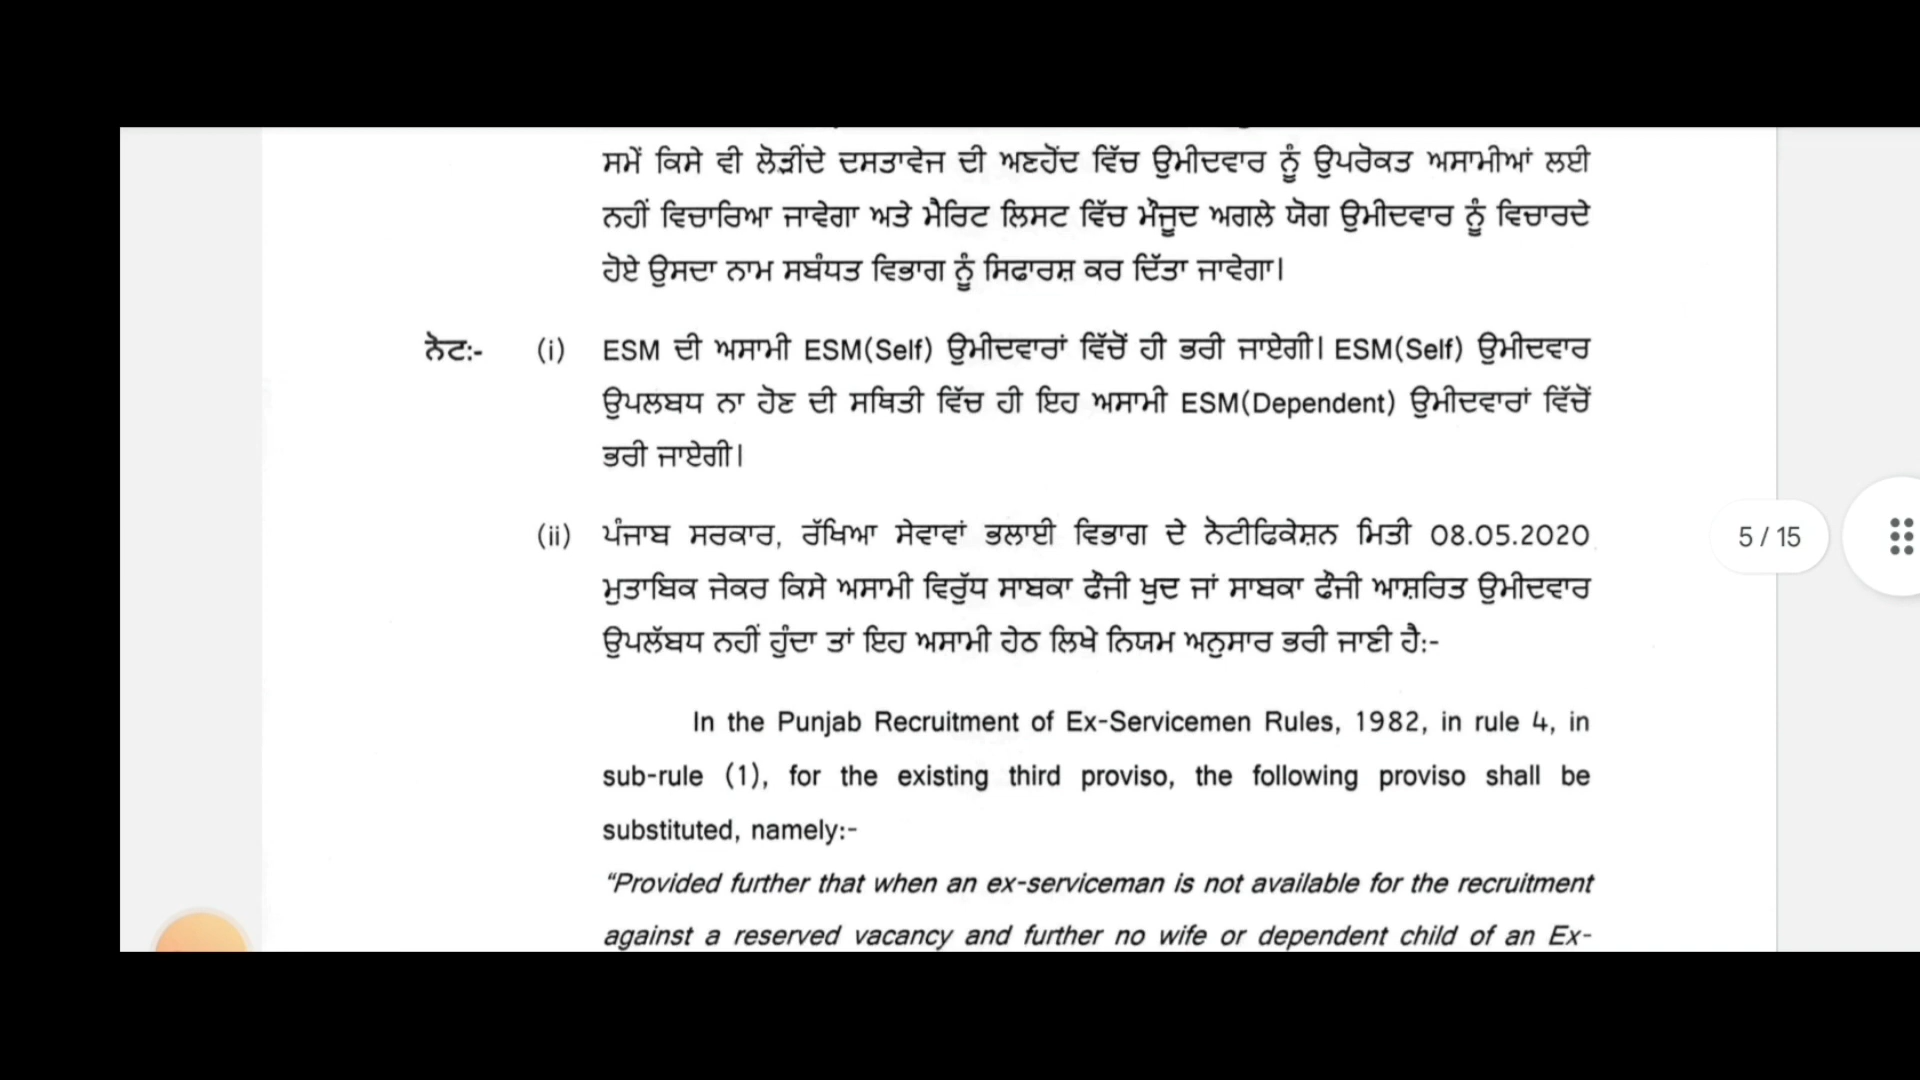 ਸਮੇਂ ਕਿਸੇ ਵੀ ਲੋੜੀਂਦੇ ਦਸਤਾਵੇਜ ਦੀ ਅਣਹੋਂਦ ਵਿੱਚ ਉਮੀਦਵਾਰ ਨੂੰ ਉਪਰੋਕਤ ਅਸਾਮੀਆਂ ਲਈ
ਨਹੀਂ ਵਿਚਾਰਿਆ ਜਾਵੇਗਾ ਅਤੇ ਮੈਰਿਟ ਲਿਸਟ ਵਿੱਚ ਮੌਜੂਦ ਅਗਲੇ ਯੋਗ ਉਮੀਦਵਾਰ ਨੂੰ ਵਿਚਾਰਦੇ
ਹੋਏ ਉਸਦਾ ਨਾਮ ਸਬੰਧਤ ਵਿਭਾਗ ਨੂੰ ਸਿਫਾਰਸ਼ ਕਰ ਦਿੱਤਾ ਜਾਵੇਗਾ।
ਨੋਟ:- (i) ESM ਦੀ ਅਸਾਮੀ ESM(Self) ਉਮੀਦਵਾਰਾਂ ਵਿੱਚੋਂ ਹੀ ਭਰੀ ਜਾਏਗੀ। ESM(Self) ਉਮੀਦਵਾਰ
ਉਪਲਬਧ ਨਾ ਹੋਣ ਦੀ ਸਥਿਤੀ ਵਿੱਚ ਹੀ ਇਹ ਅਸਾਮੀ ESM(Dependent) ਉਮੀਦਵਾਰਾਂ ਵਿੱਚੋਂ
ਭਰੀ ਜਾਏਗੀ।
(ii) ਪੰਜਾਬ ਸਰਕਾਰ, ਰੱਖਿਆ ਸੇਵਾਵਾਂ ਭਲਾਈ ਵਿਭਾਗ ਦੇ ਨੋਟੀਫਿਕੇਸ਼ਨ ਮਿਤੀ 08.05.2020
ਮੁਤਾਬਿਕ ਜੇਕਰ ਕਿਸੇ ਅਸਾਮੀ ਵਿਰੁੱਧ ਸਾਬਕਾ ਫੌਜੀ ਖੁਦ ਜਾਂ ਸਾਬਕਾ ਫੌਜੀ ਆਸ਼ਰਿਤ ਉਮੀਦਵਾਰ
ਉਪਲੱਬਧ ਨਹੀਂ ਹੁੰਦਾ ਤਾਂ ਇਹ ਅਸਾਮੀ ਹੇਠ ਲਿਖੇ ਨਿਯਮ ਅਨੁਸਾਰ ਭਰੀ ਜਾਣੀ ਹੈ:-
5 / 15
In the Punjab Recruitment of Ex-Servicemen Rules, 1982, in rule 4, in
sub-rule (1), for the existing third proviso, the following proviso shall be
substituted, namely:-
“Provided further that when an ex-serviceman is not available for the recruitment
against a reserved vacancy and further no wife or dependent child of an Ex-